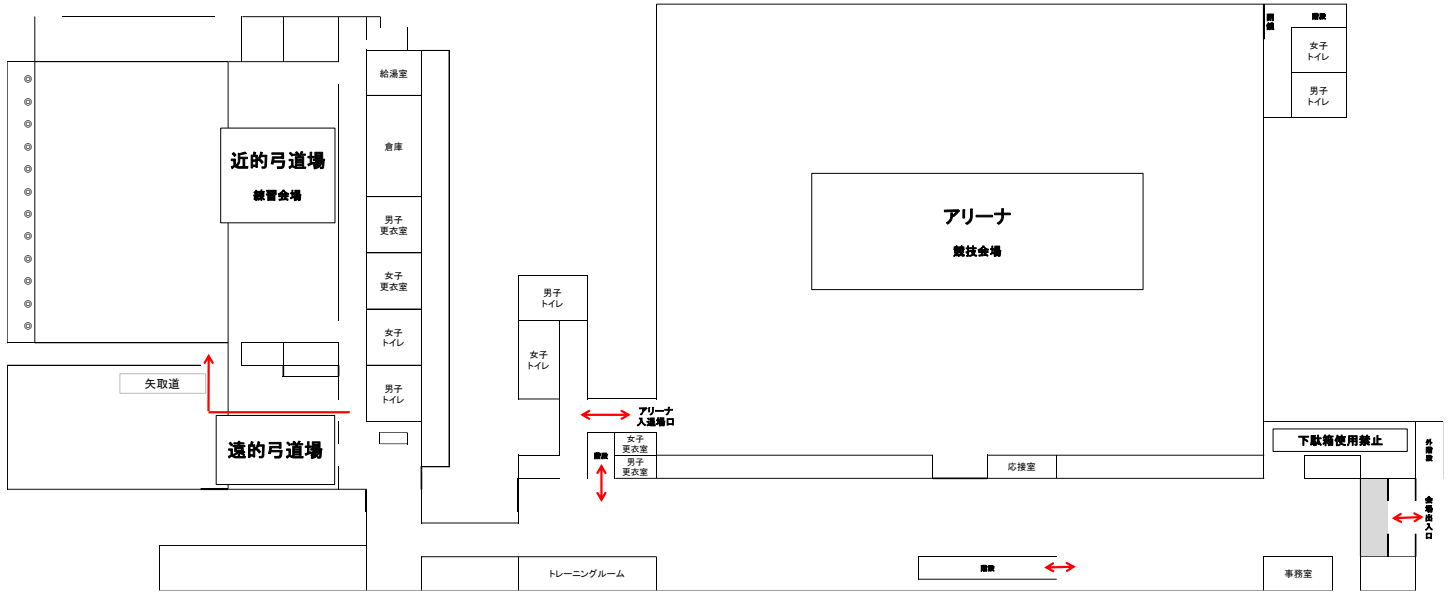 閉鎖
階段
女子
トイレ
男子
トイレ
給湯室
倉庫
近的弓道場
練習会場
男子
更衣室
女子
更衣室
女子
トイレ
男子
トイレ
アリーナ
競技会場
男子
トイレ
女子
トイレ
矢取道
遠的弓道場
アリーナ
入退場口
階段
女子
更衣室
男子
更衣室
応接室
下駄箱使用禁止
外階段
会場出入口
トレーニングルーム
階段
事務室